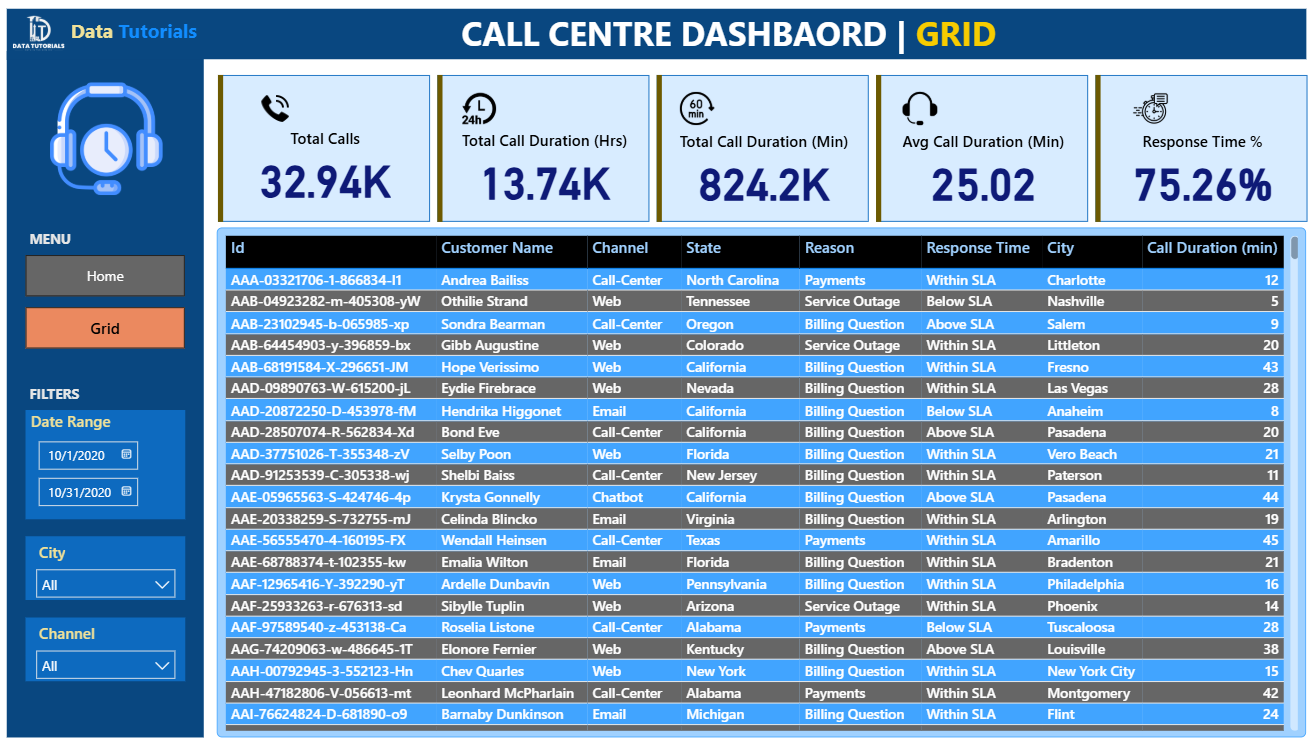 DATA TUTORIALS
Data Tutorials
CALL CENTRE DASHBAORD | GRID
Total Calls
32.94K
24h
Total Call Duration (Hrs)
13.74K
60 min
Total Call Duration (Min)
824.2K
Avg Call Duration (Min)
25.02
Response Time %
75.26%
MENU
Home
Grid
FILTERS
Date Range
10/1/2020
10/31/2020
City
All
Channel
All
Id Customer Name Channel State Reason Response Time City Call Duration (min)
AAA-03321706-1-866834-I1 Andrea Bailiss Call-Center North Carolina Payments Within SLA Charlotte 12
AAB-04923282-m-405308-yW Othilie Strand Web Tennessee Service Outage Below SLA Nashville 5
AAB-23102945-b-065985-xp Sondra Bearman Call-Center Oregon Billing Question Above SLA Salem 9
AAB-64454903-y-396859-bx Gibb Augustine Web Colorado Service Outage Within SLA Littleton 20
AAB-68191584-X-296651-JM Hope Verissimo Web California Billing Question Within SLA Fresno 43
AAD-09890763-W-615200-jL Eydie Firebrace Web Nevada Billing Question Within SLA Las Vegas 28
AAD-20872250-D-453978-fM Hendrika Higgonet Email California Billing Question Below SLA Anaheim 8
AAD-28507074-R-562834-Xd Bond Eve Call-Center California Billing Question Above SLA Pasadena 20
AAD-37751026-T-355348-zV Selby Poon Web Florida Billing Question Within SLA Vero Beach 21
AAD-91253539-C-305338-wj Shelbi Baiss Call-Center New Jersey Billing Question Within SLA Paterson 11
AAE-05965563-S-424746-4p Krysta Gonnelly Chatbot California Billing Question Above SLA Pasadena 44
AAE-20338259-S-732755-mJ Celinda Blincko Email Virginia Billing Question Within SLA Arlington 19
AAE-56555470-4-160195-FX Wendall Heinsen Call-Center Texas Payments Within SLA Amarillo 45
AAE-68788374-t-102355-kw Emalia Wilton Email Florida Billing Question Within SLA Bradenton 21
AAF-12965416-Y-392290-yT Ardelle Dunbavin Web Pennsylvania Billing Question Within SLA Philadelphia 16
AAF-25933263-r-676313-sd Sibylle Tuplin Web Arizona Service Outage Within SLA Phoenix 14
AAF-97589540-z-453138-Ca Roselia Listone Call-Center Alabama Payments Below SLA Tuscaloosa 28
AAG-74209063-w-486645-1T Elonore Fernier Web Kentucky Billing Question Above SLA Louisville 38
AAH-00792945-3-552123-Hn Chev Quarles Web New York Billing Question Within SLA New York City 15
AAH-47182806-V-056613-mt Leonhard McPharlain Call-Center Alabama Payments Within SLA Montgomery 42
AAI-76624824-D-681890-o9 Barnaby Dunkinson Email Michigan Billing Question Within SLA Flint 24